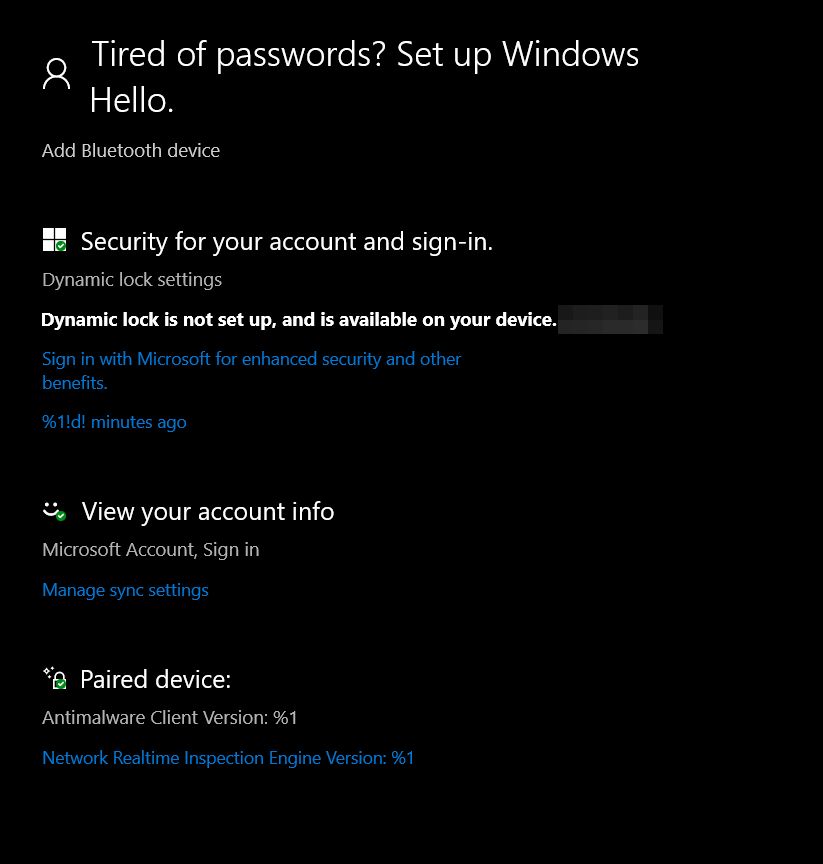 Tired of passwords? Set up Windows
Hello.
Add Bluetooth device
Security for your account and sign-in.
Dynamic lock settings
Dynamic lock is not set up, and is available on your device.
Sign in with Microsoft for enhanced security and other
benefits.
%1!d! minutes ago
View your account info
Microsoft Account, Sign in
Manage sync settings
Paired device:
Antimalware Client Version: %1
Network Realtime Inspection Engine Version: %1